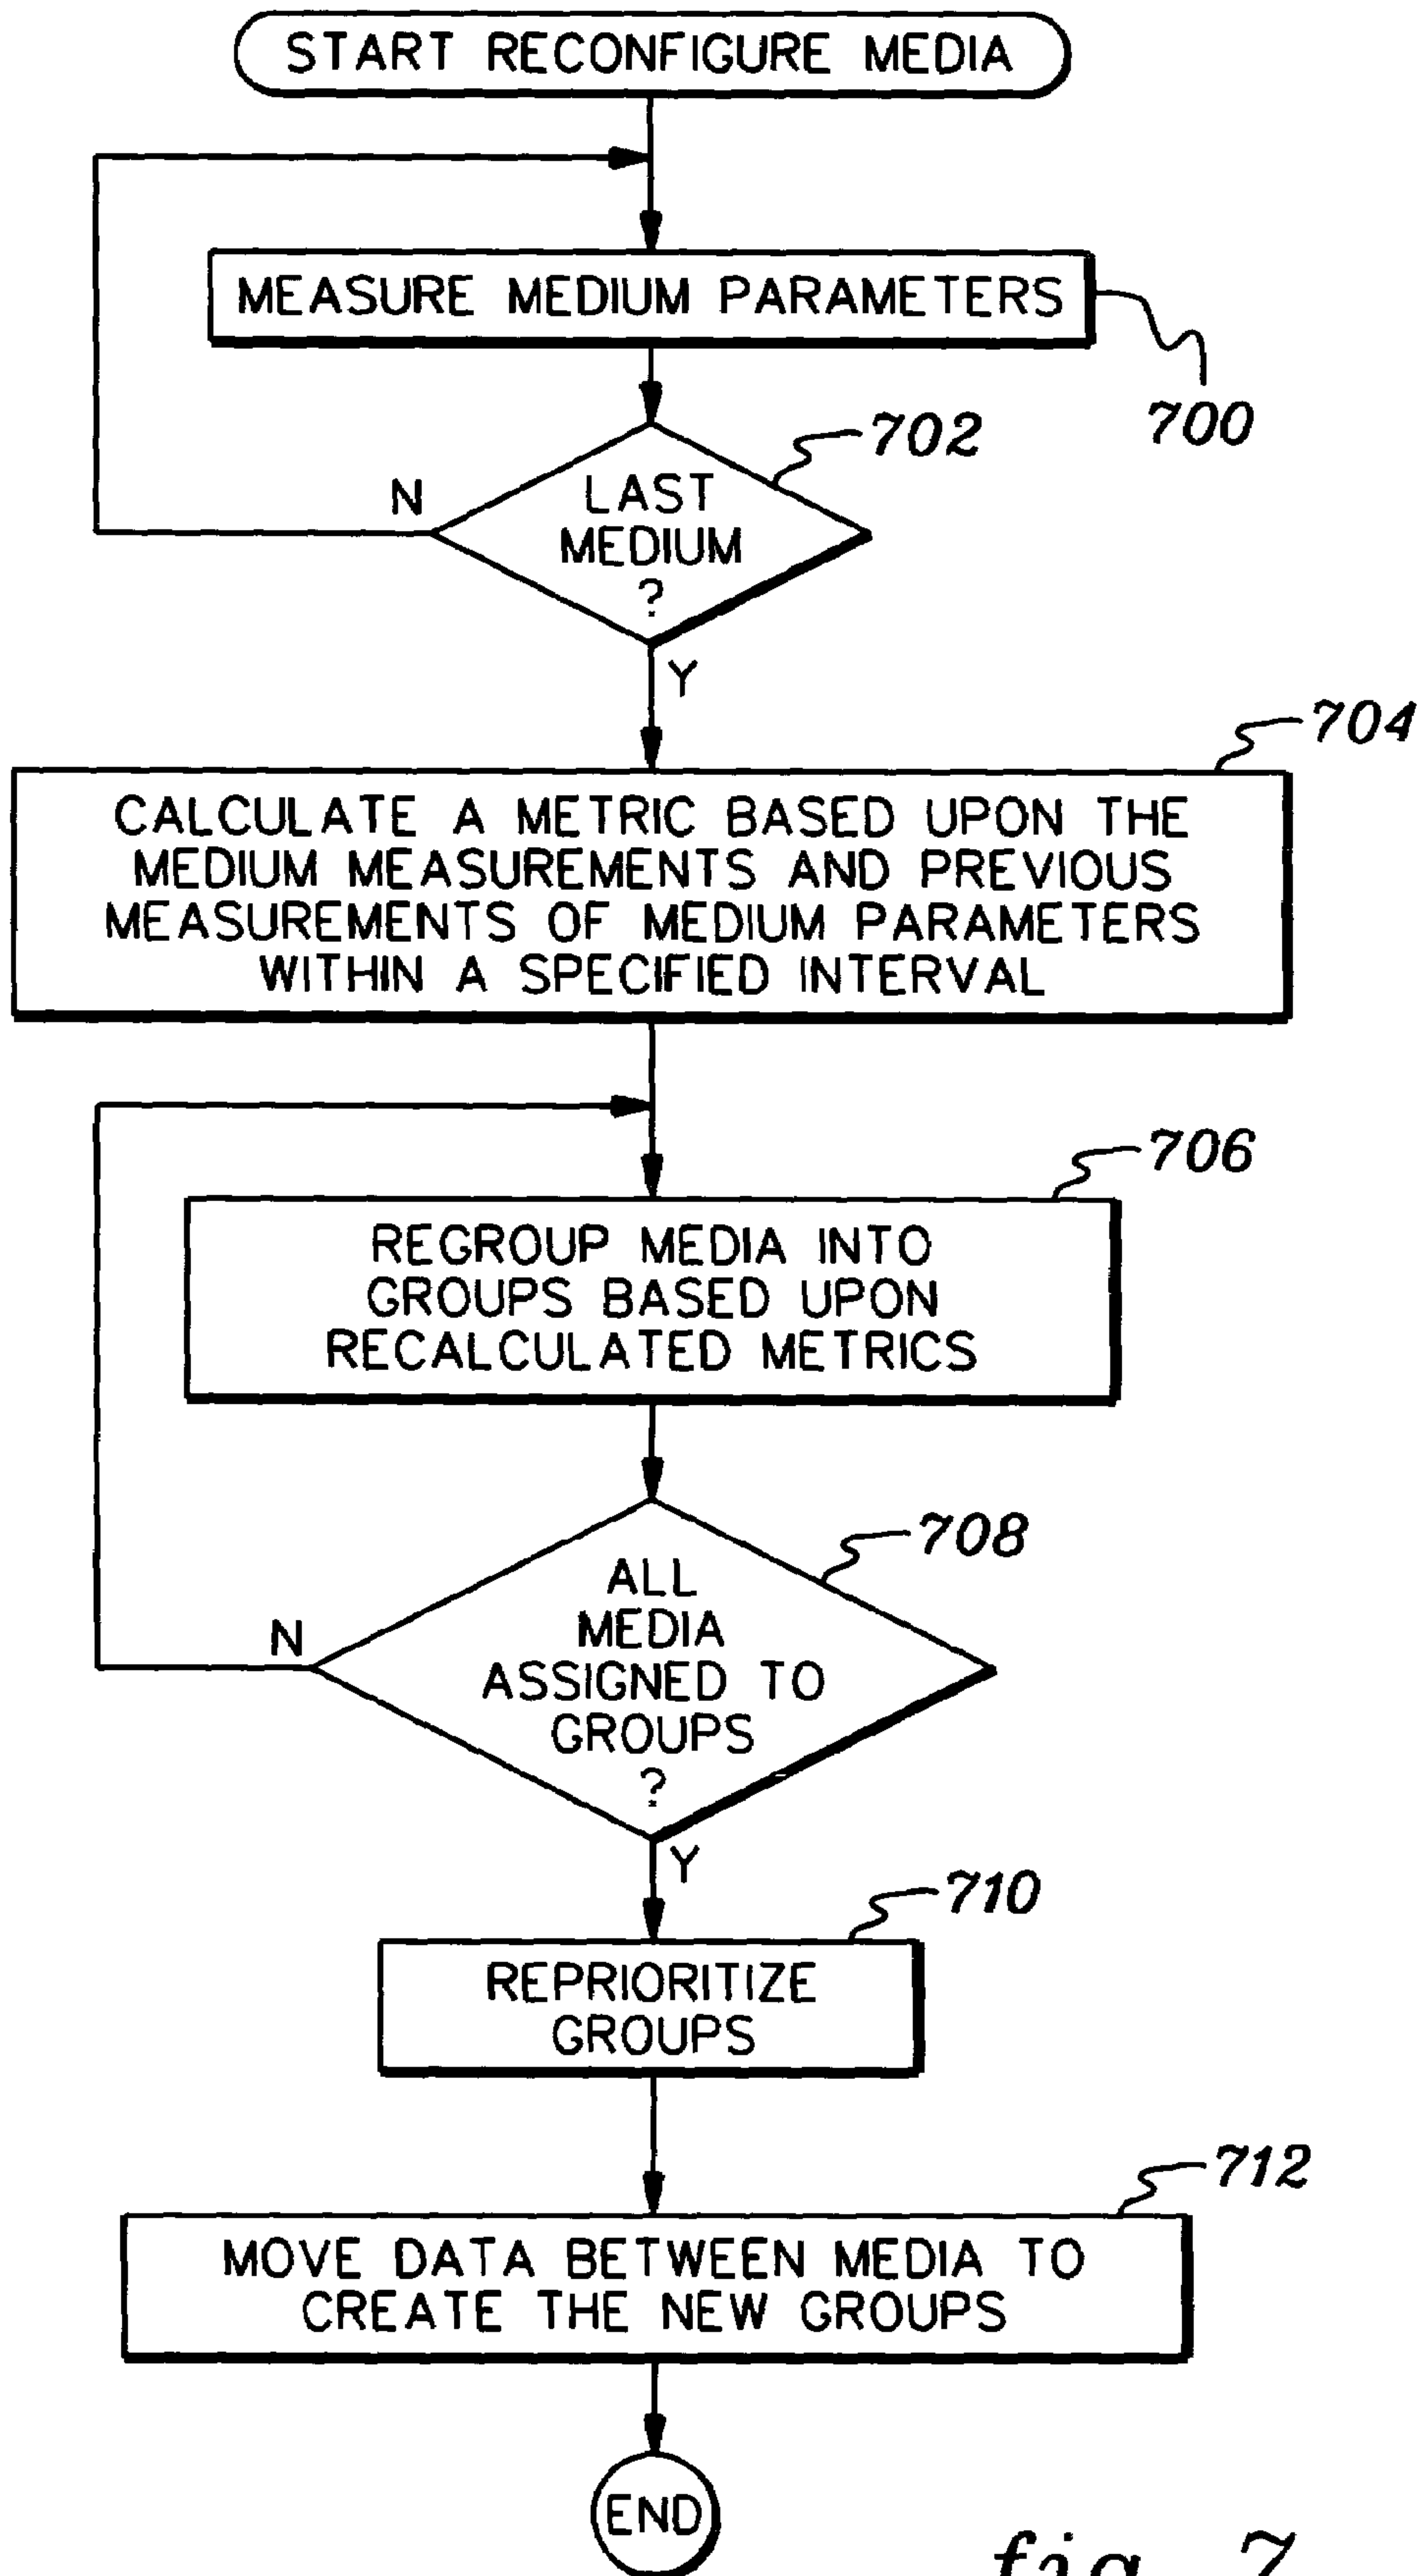 START RECONFIGURE MEDIA
MEASURE MEDIUM PARAMETERS
700
702
N
LAST
MEDIUM
?
Y
704
CALCULATE A METRIC BASED UPON THE
MEDIUM MEASUREMENTS AND PREVIOUS
MEASUREMENTS OF MEDIUM PARAMETERS
WITHIN A SPECIFIED INTERVAL
706
REGROUP MEDIA INTO
GROUPS BASED UPON
RECALCULATED METRICS
708
N
ALL
MEDIA
ASSIGNED TO
GROUPS
?
Y
710
REPRIORITIZE
GROUPS
712
MOVE DATA BETWEEN MEDIA TO
CREATE THE NEW GROUPS
END
fig. 7